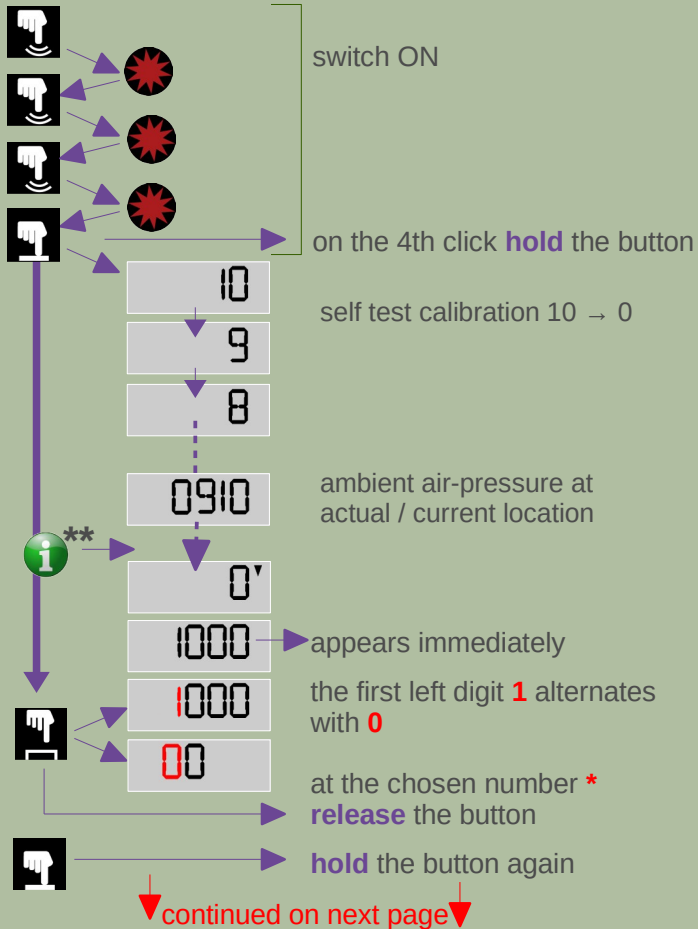 switch ON
on the 4th click hold the button
10
self test calibration 10 → 0
9
8
0910
ambient air-pressure at
actual / current location
**
0
1000
appears immediately
1000
the first left digit 1 alternates
with 0
00
at the chosen number *
release the button
hold the button again
continued on next page